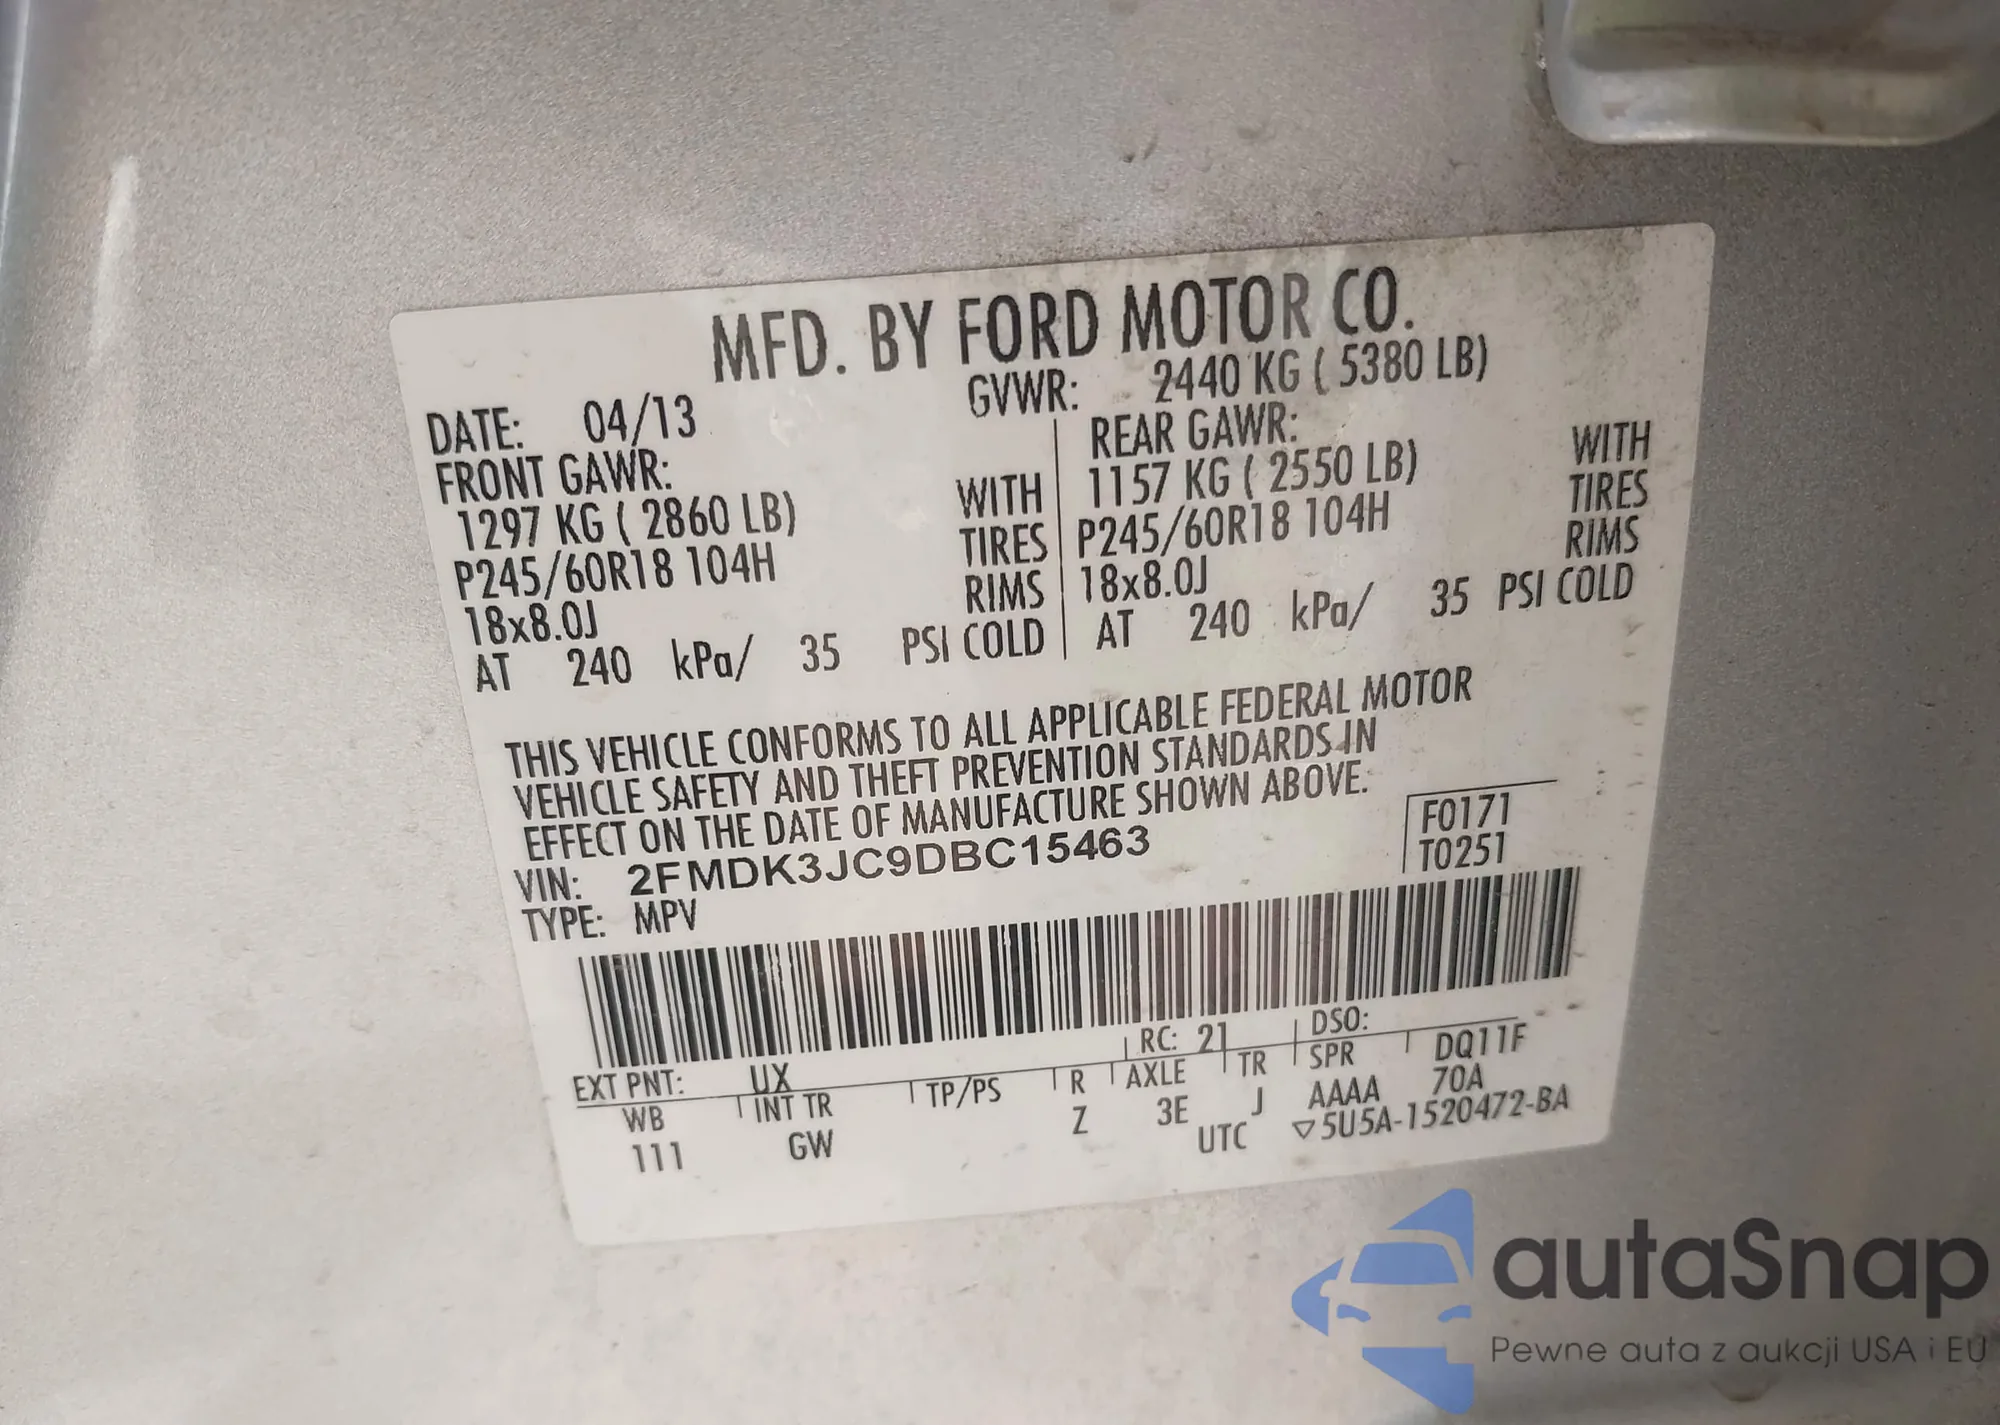 MFD. BY FORD MOTOR CO.
DATE: 04/13 GVWR: 2440 KG ( 5380 LB)
FRONT GAWR: REAR GAWR:
1297 KG ( 2860 LB) WITH 1157 KG ( 2550 LB) WITH
P245/60R18 104H TIRES P245/60R18 104H TIRES
18x8.0J RIMS 18x8.0J RIMS
AT 240 kPa/ 35 PSI COLD AT 240 kPa/ 35 PSI COLD
THIS VEHICLE CONFORMS TO ALL APPLICABLE FEDERAL MOTOR
VEHICLE SAFETY AND THEFT PREVENTION STANDARDS IN
EFFECT ON THE DATE OF MANUFACTURE SHOWN ABOVE.
VIN: 2FMDK3JC9DBC15463 F0171
TYPE: MPV T0251
EXT PNT: UX RC: 21 DSO:
WB INT TR TP/PS R AXLE TR SPR DQ11F
111 GW Z 3E J AAAA 70A
UTC ▽5U5A-1520472-BA
autaSnap
Pewne auta z aukcji USA i EU